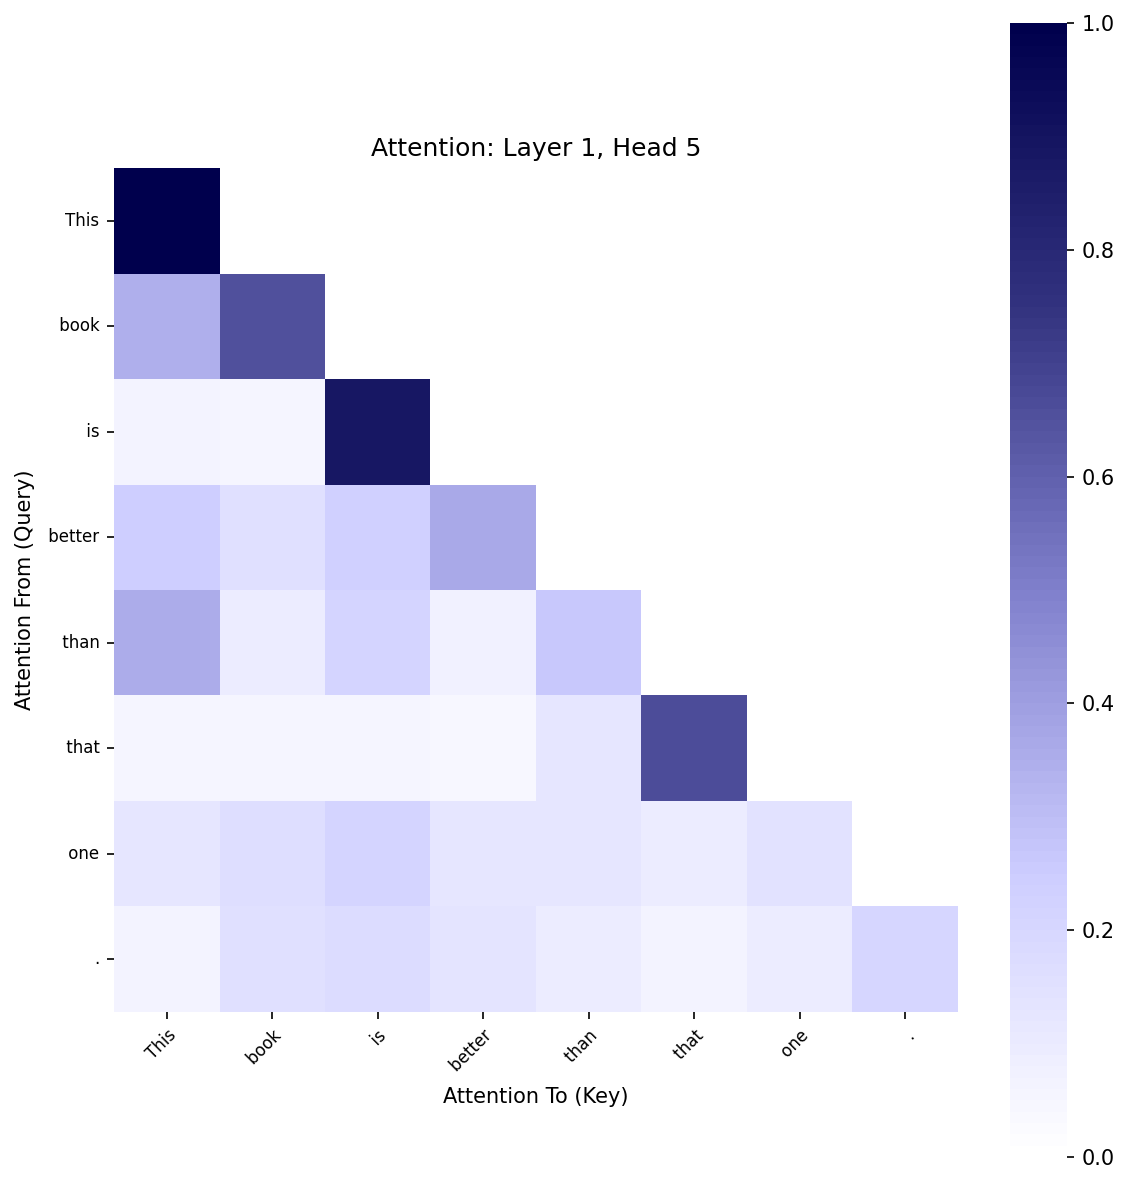 Attention: Layer 1, Head 5
Attention From (Query)
This
book
is
better
than
that
one
.
This
book
is
better
than
that
one
.
Attention To (Key)
1.0
0.8
0.6
0.4
0.2
0.0